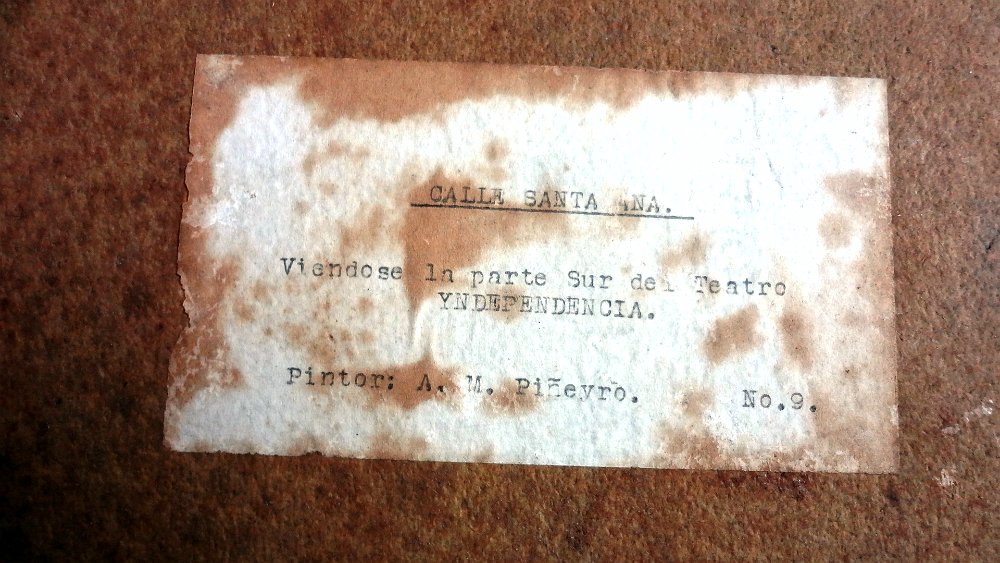 CALLE SANTA ANA.
Viendose la parte Sur del Teatro
YNDEPENDENCIA.
Pintor: A. M. Piñeyro. No.9.